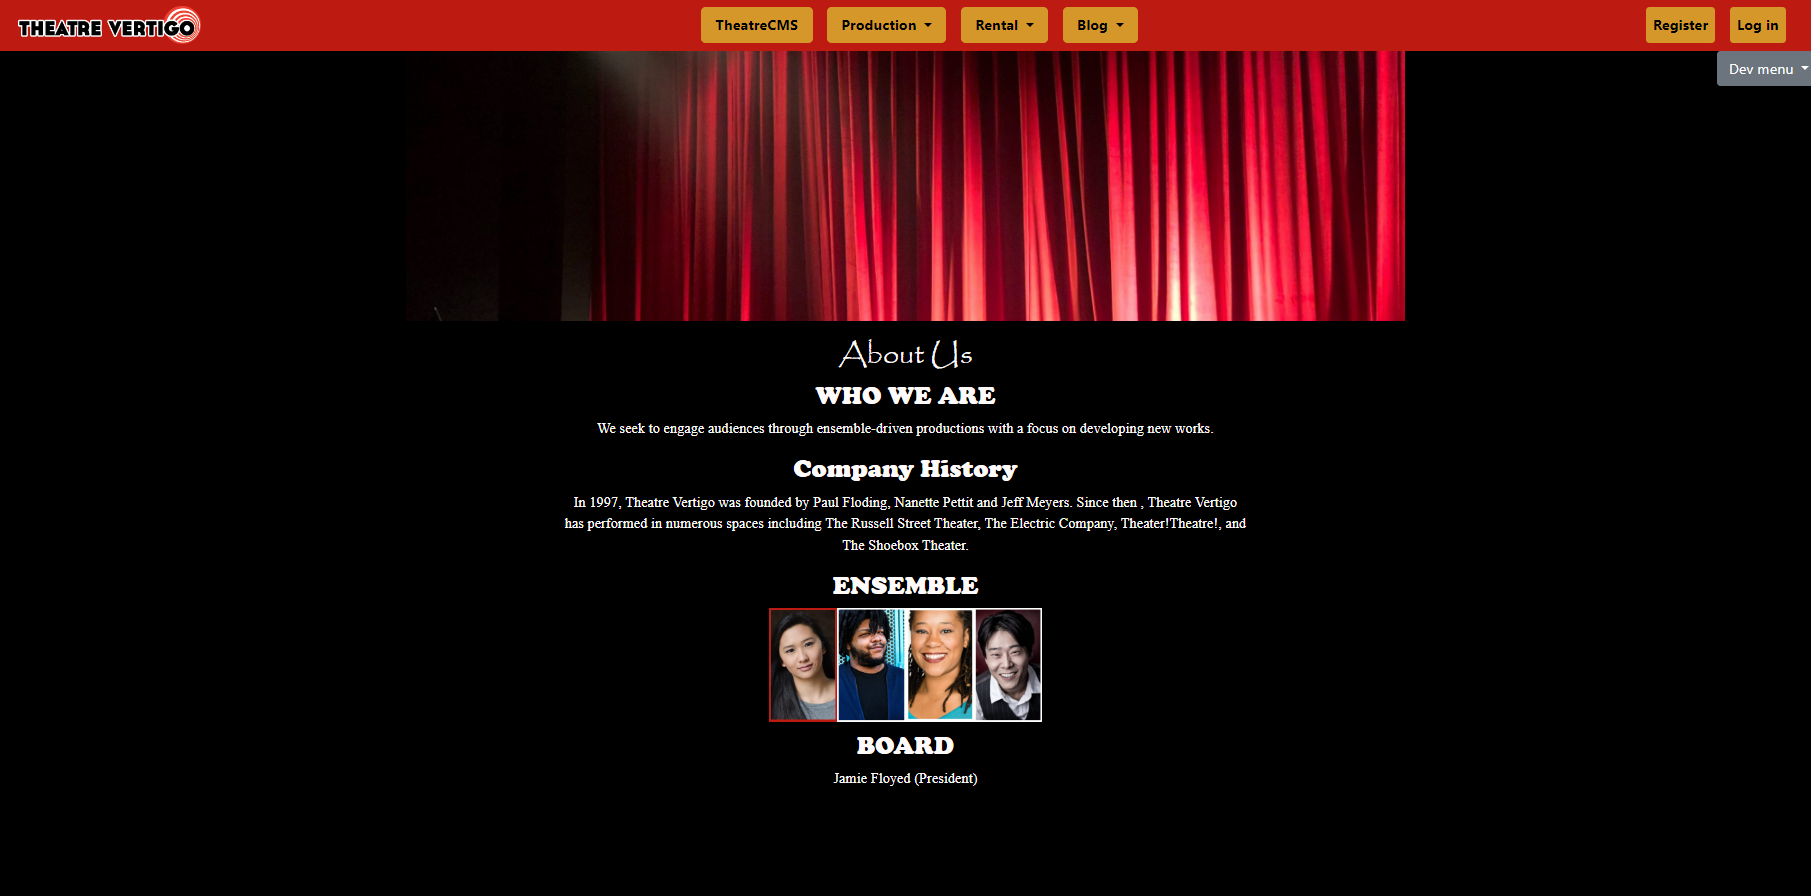 THEATRE VERTIGO
TheatreCMS
Production
Rental
Blog
Register
Log in
Dev menu
About Us
WHO WE ARE
We seek to engage audiences through ensemble-driven productions with a focus on developing new works.
Company History
In 1997, Theatre Vertigo was founded by Paul Floding, Nanette Pettit and Jeff Meyers. Since then , Theatre Vertigo
has performed in numerous spaces including The Russell Street Theater, The Electric Company, Theater!Theatre!, and
The Shoebox Theater.
ENSEMBLE
BOARD
Jamie Floyed (President)